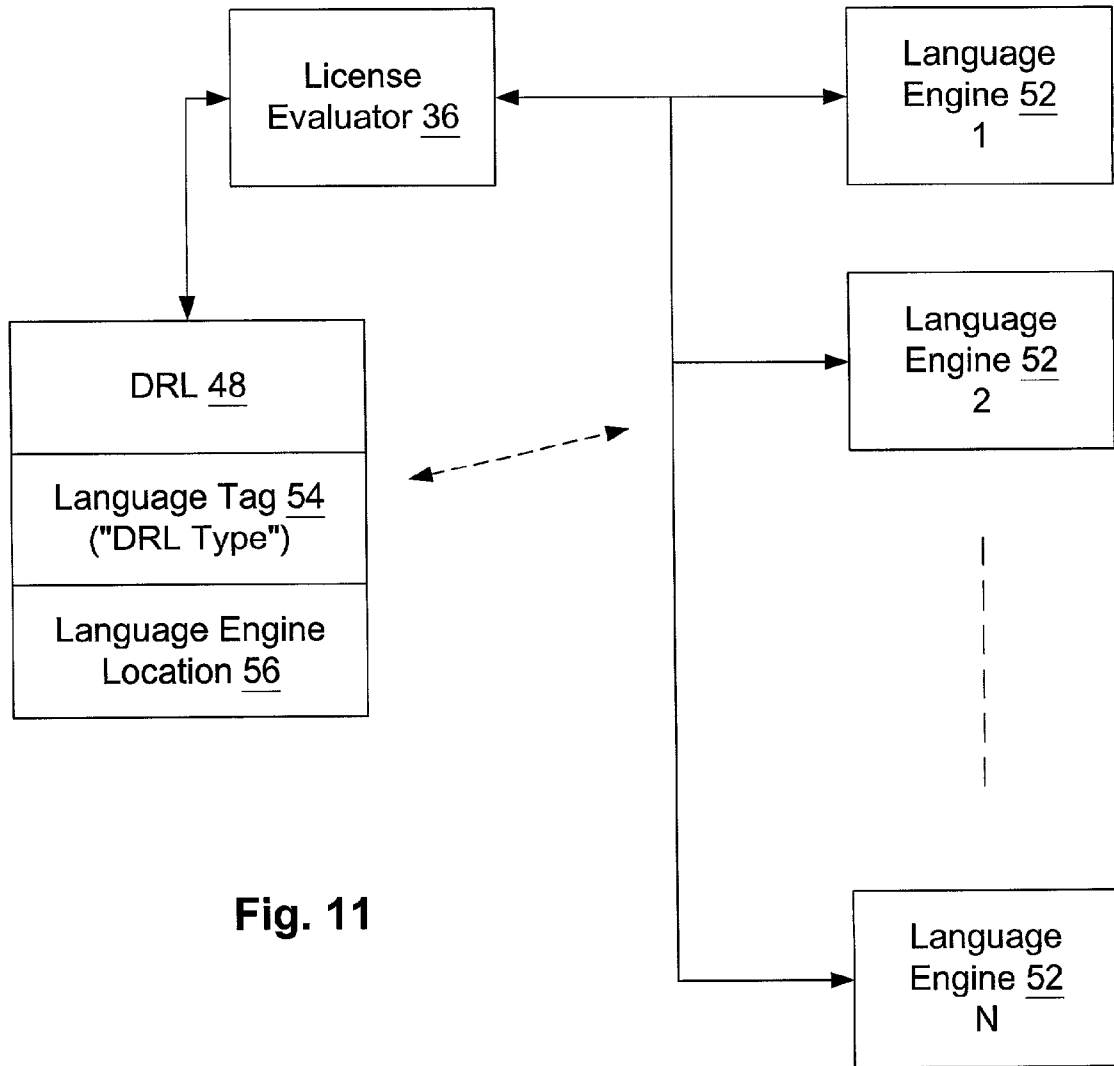 License
Evaluator 36
Language
Engine 52
1
Language
Engine 52
2
DRL 48
Language Tag 54
("DRL Type")
Language Engine
Location 56
Fig. 11
Language
Engine 52
N